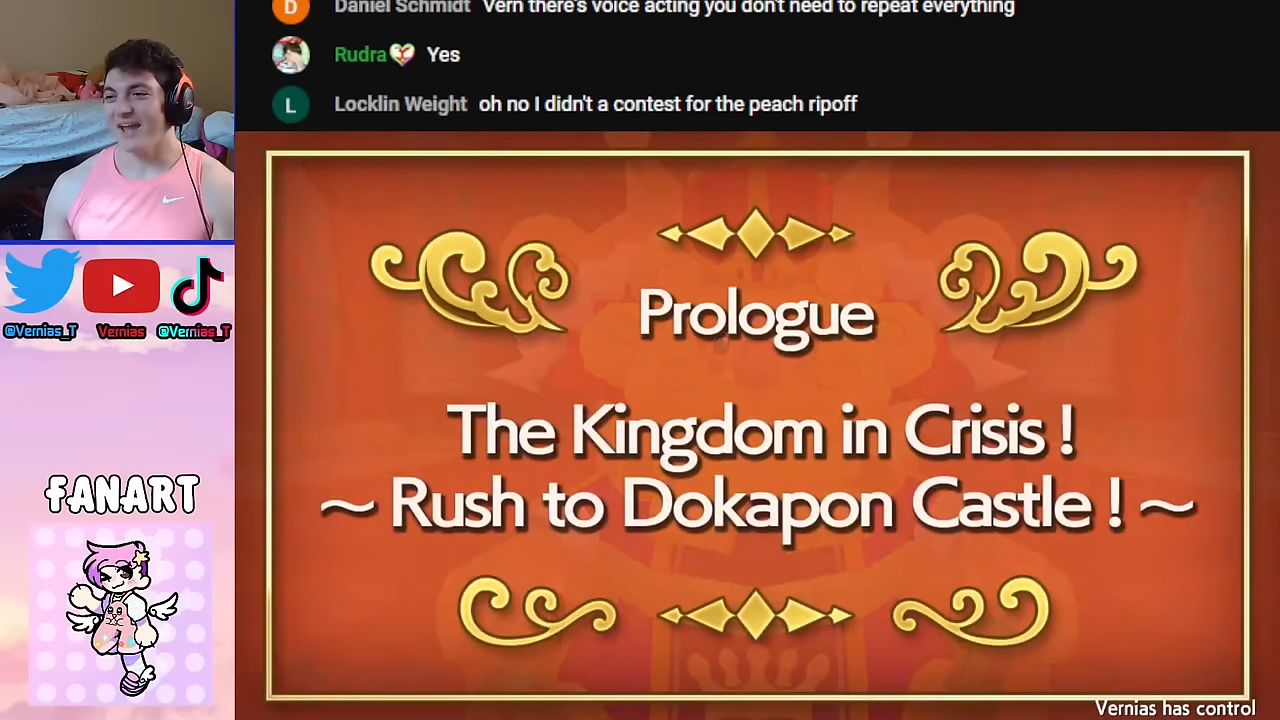 Daniel Schmidt Vern there's voice acting you don't need to repeat everything
Rudra Yes
L Locklin Weight oh no I didn't a contest for the peach ripoff
Prologue
The Kingdom in Crisis !
~ Rush to Dokapon Castle ! ~
@Vernias_T Vernias @Vernias_T
FANART
Vernias has control